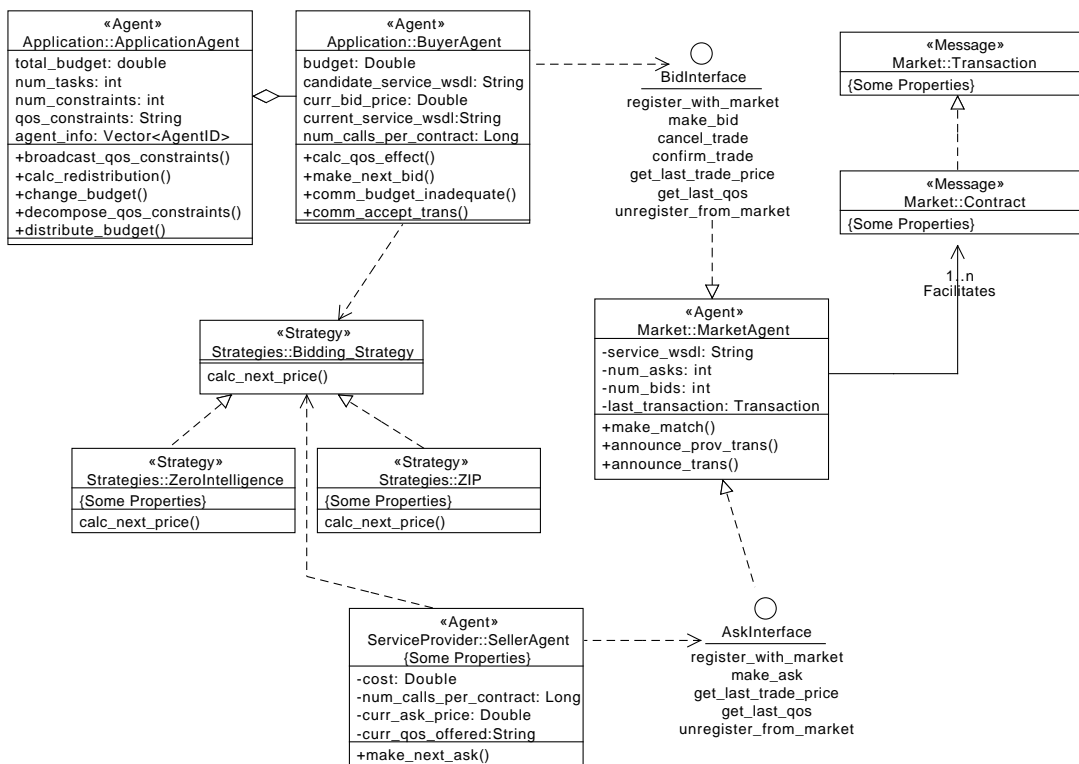 «Agent»
Application::ApplicationAgent
total_budget: double
num_tasks: int
num_constraints: int
qos_constraints: String
agent_info: Vector<AgentID>
+broadcast_qos_constraints()
+calc_redistribution()
+change_budget()
+decompose_qos_constraints()
+distribute_budget()
«Agent»
Application::BuyerAgent
budget: Double
candidate_service_wsdl: String
curr_bid_price: Double
current_service_wsdl:String
num_calls_per_contract: Long
+calc_qos_effect()
+make_next_bid()
+comm_budget_inadequate()
+comm_accept_trans()
BidInterface
register_with_market
make_bid
cancel_trade
confirm_trade
get_last_trade_price
get_last_qos
unregister_from_market
«Message»
Market::Transaction
{Some Properties}
«Message»
Market::Contract
{Some Properties}
1..n
Facilitates
«Agent»
Market::MarketAgent
-service_wsdl: String
-num_asks: int
-num_bids: int
-last_transaction: Transaction
+make_match()
+announce_prov_trans()
+announce_trans()
«Strategy»
Strategies::Bidding_Strategy
calc_next_price()
«Strategy»
Strategies::ZeroIntelligence
{Some Properties}
calc_next_price()
«Strategy»
Strategies::ZIP
{Some Properties}
calc_next_price()
«Agent»
ServiceProvider::SellerAgent
{Some Properties}
-cost: Double
-num_calls_per_contract: Long
-curr_ask_price: Double
-curr_qos_offered:String
+make_next_ask()
AskInterface
register_with_market
make_ask
get_last_trade_price
get_last_qos
unregister_from_market